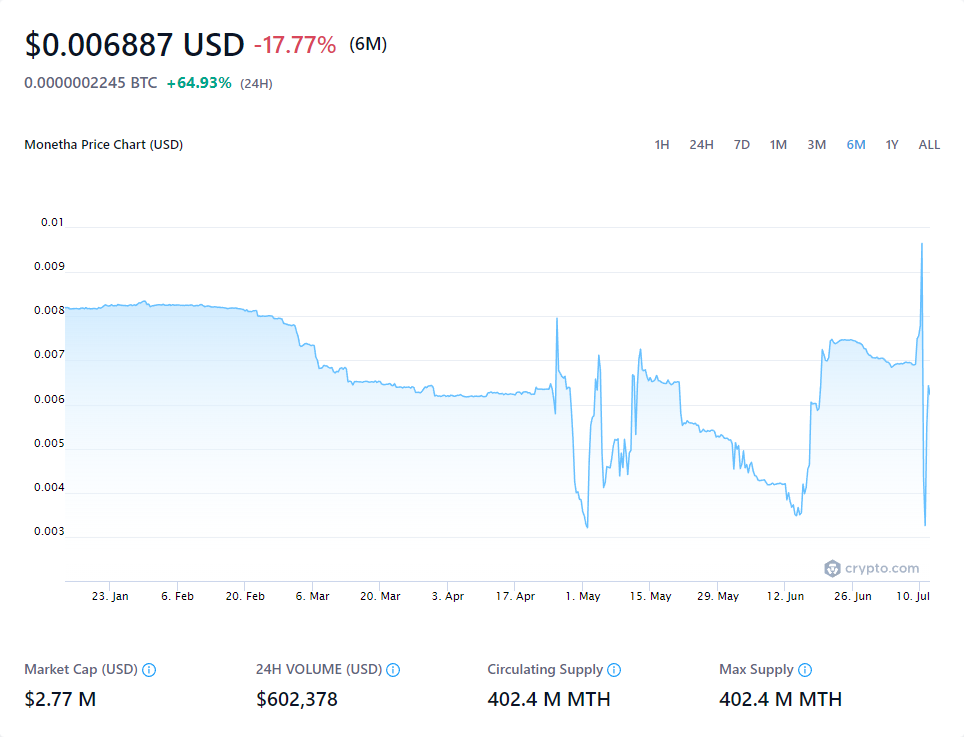 $0.006887 USD -17.77% (6M)
0.0000002245 BTC +64.93% (24H)
Monetha Price Chart (USD) 1H 24H 7D 1M 3M 6M 1Y ALL
0.01
0.009
0.008
0.007
0.006
0.005
0.004
0.003
crypto.com
23. Jan 6. Feb 20. Feb 6. Mar 20. Mar 3. Apr 17. Apr 1. May 15. May 29. May 12. Jun 26. Jun 10. Jul
Market Cap (USD) 24H VOLUME (USD) Circulating Supply Max Supply
$2.77 M $602,378 402.4 M MTH 402.4 M MTH